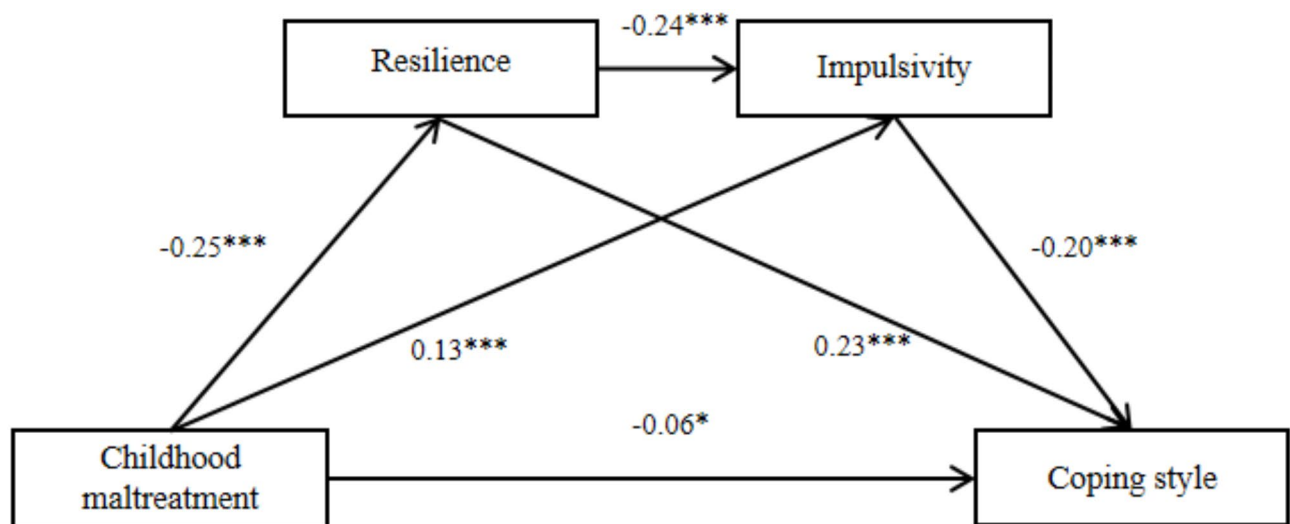 -0.24***
Resilience
Impulsivity
-0.25***
-0.20***
0.13***
0.23***
-0.06*
Childhood
maltreatment
Coping style